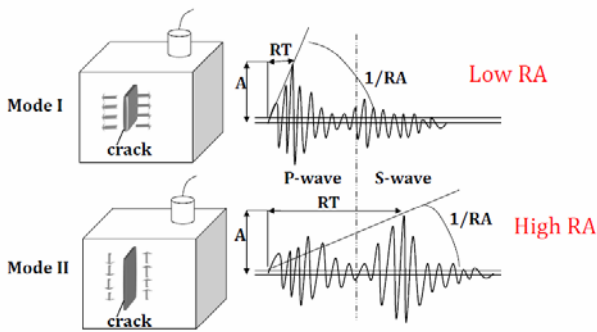 RT
A
1/RA
Low RA
Mode I
crack
P-wave
S-wave
RT
A
1/RA
High RA
Mode II
crack